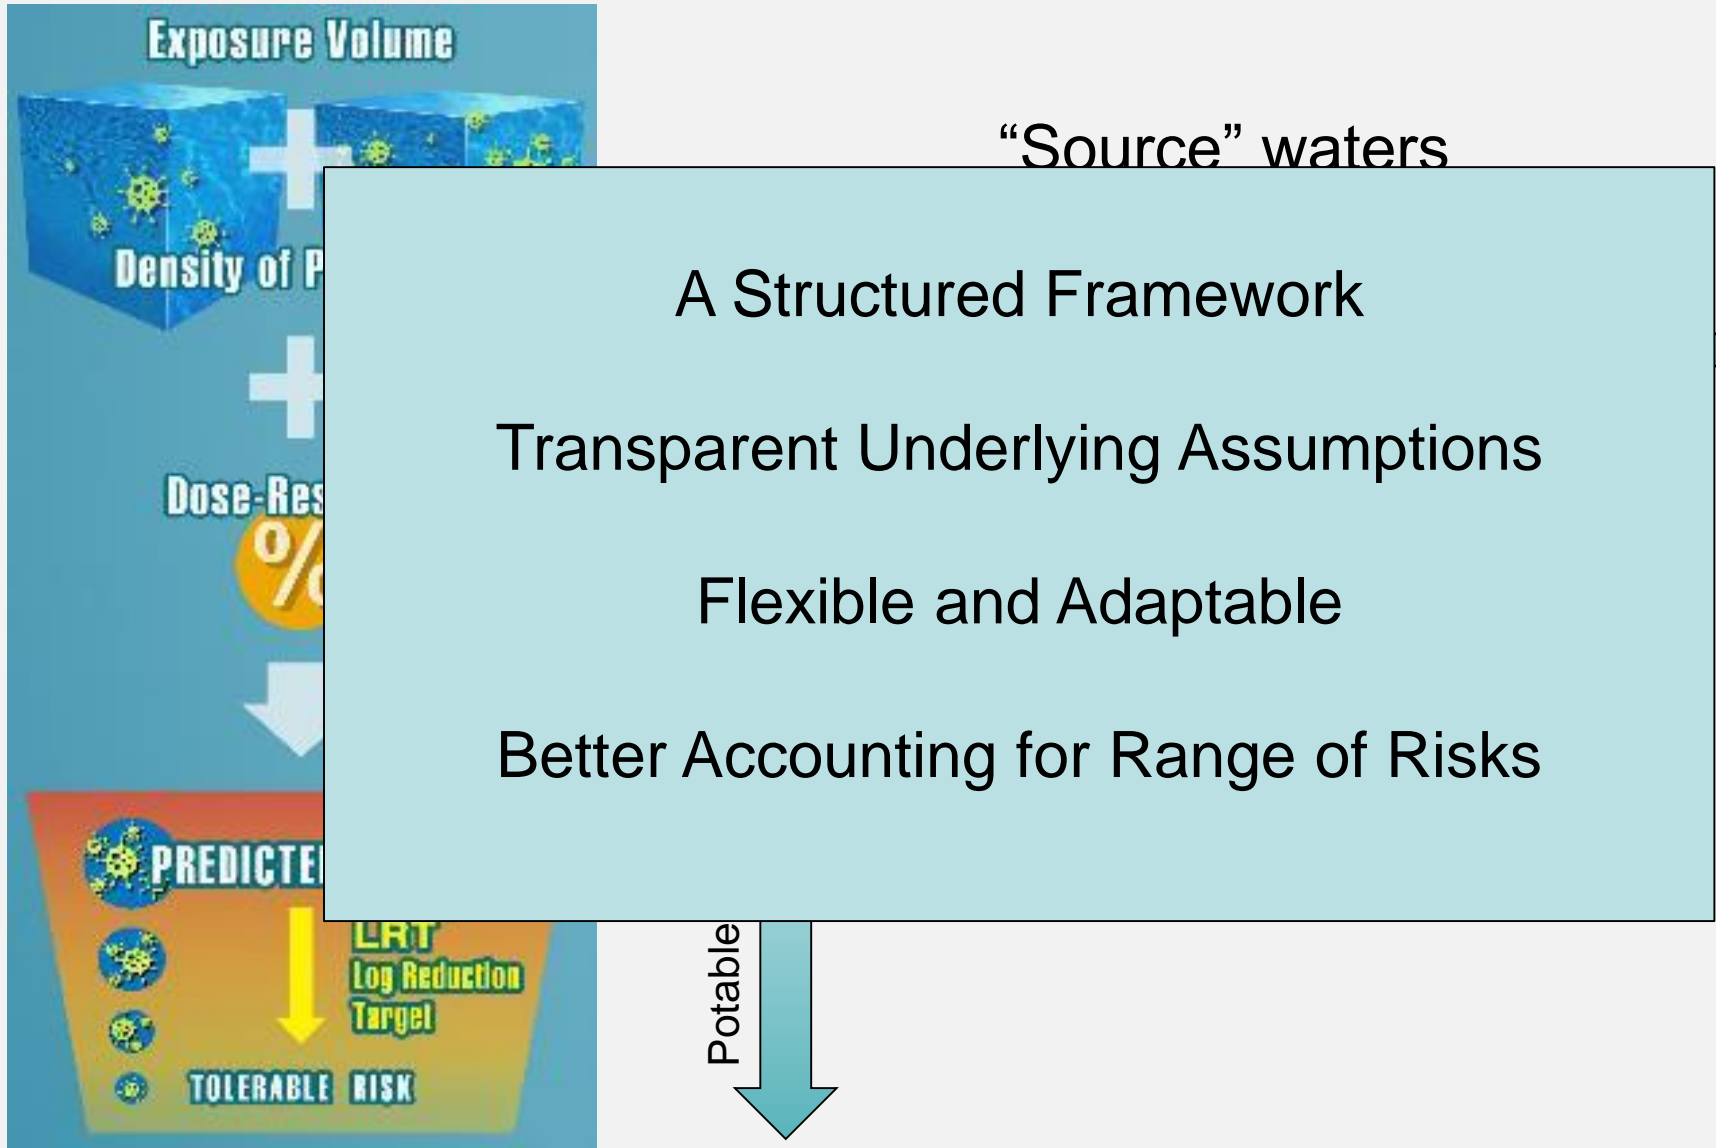 Exposure Volume
“Source” waters
Density of P
Dose-Res
%
A Structured Framework
Transparent Underlying Assumptions
Flexible and Adaptable
Better Accounting for Range of Risks
PREDICTE
LRT
Log Reduction
Target
TOLERABLE RISK
Potable